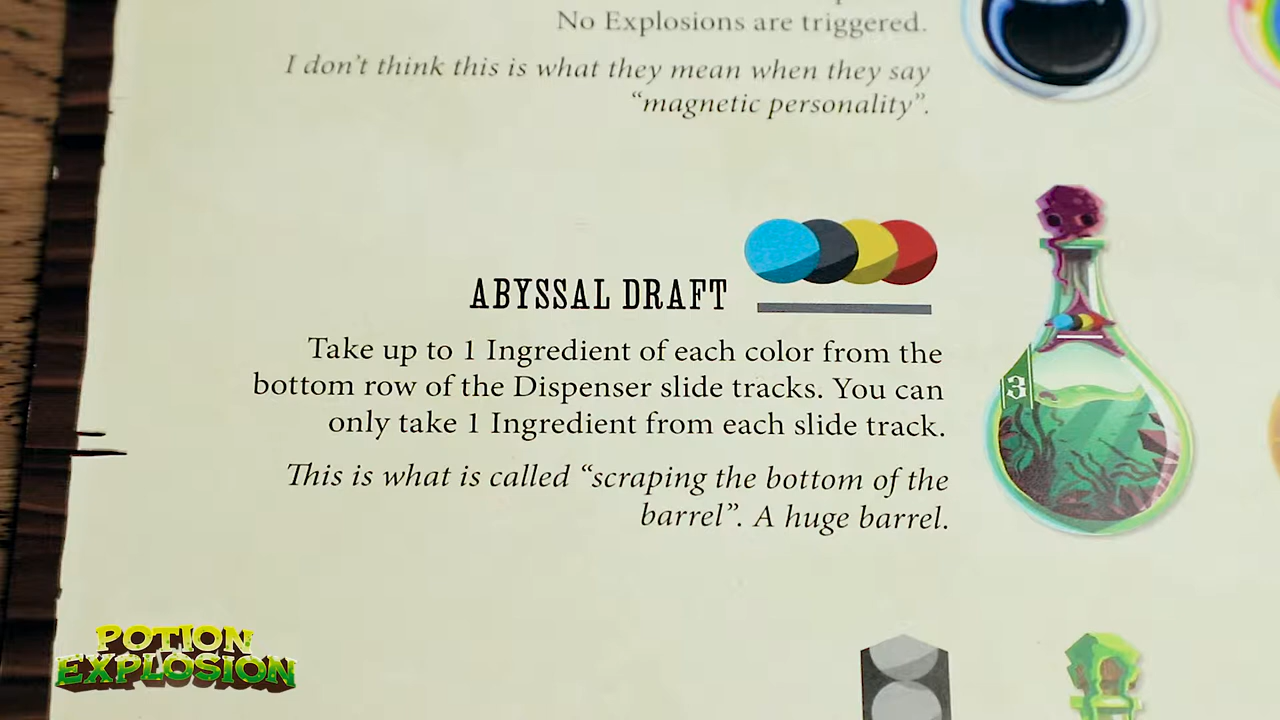 No Explosions are triggered.
I don't think this is what they mean when they say
“magnetic personality”.
ABYSSAL DRAFT
Take up to 1 Ingredient of each color from the
bottom row of the Dispenser slide tracks. You can
only take 1 Ingredient from each slide track.
This is what is called “scraping the bottom of the
barrel”. A huge barrel.
3
POTION
EXPLOSION